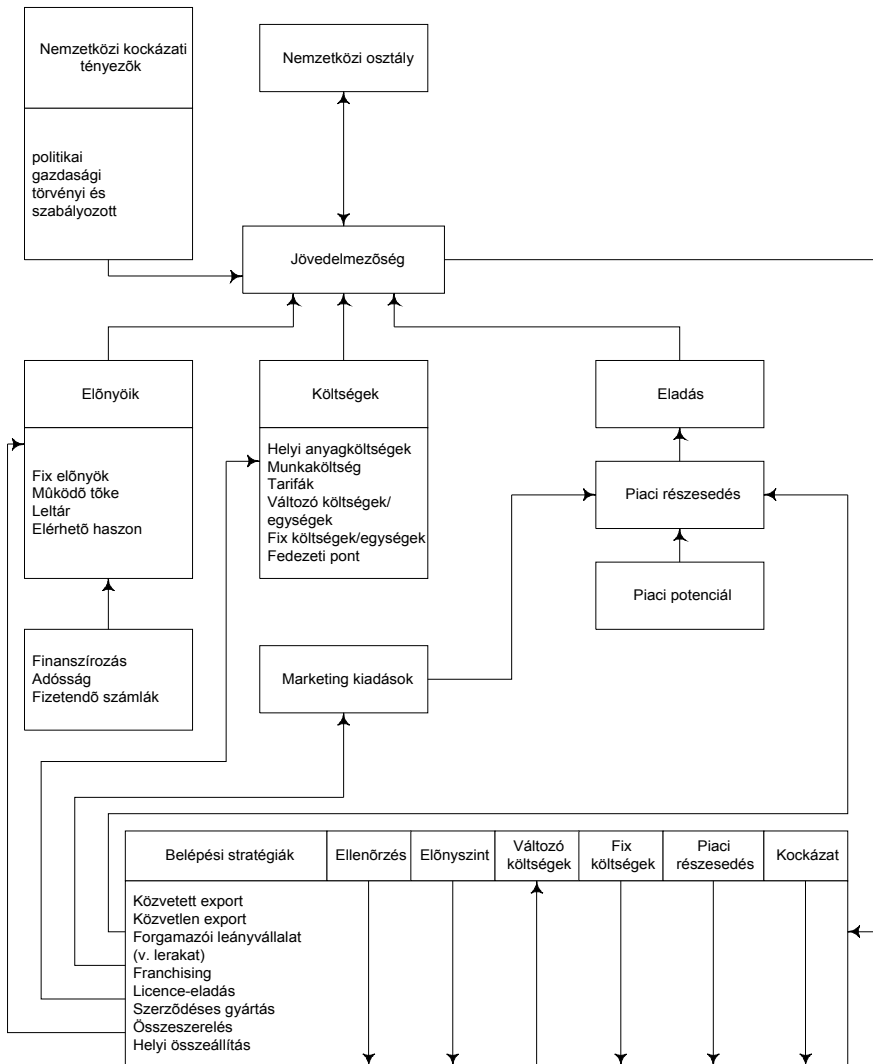 Nemzetközi kockázati
tényezõk
politikai
gazdasági
törvényi és
szabályozott
Nemzetközi osztály
Jövedelmezõség
Elõnyöik
Fix elõnyök
Mûködõ tõke
Leltár
Elérhetõ haszon
Költségek
Helyi anyagköltségek
Munkaköltség
Tarifák
Változó költségek/
egységek
Fix költségek/egységek
Fedezeti pont
Eladás
Piaci részesedés
Piaci potenciál
Finanszírozás
Adósság
Fizetendõ számlák
Marketing kiadások
Belépési stratégiák
Ellenõrzés
Elõnyszint
Változó
költségek
Fix
költségek
Piaci
részesedés
Kockázat
Közvetett export
Közvetlen export
Forgamazói leányvállalat
(v. lerakat)
Franchising
Licence-eladás
Szerzõdéses gyártás
Összeszerelés
Helyi összeállítás